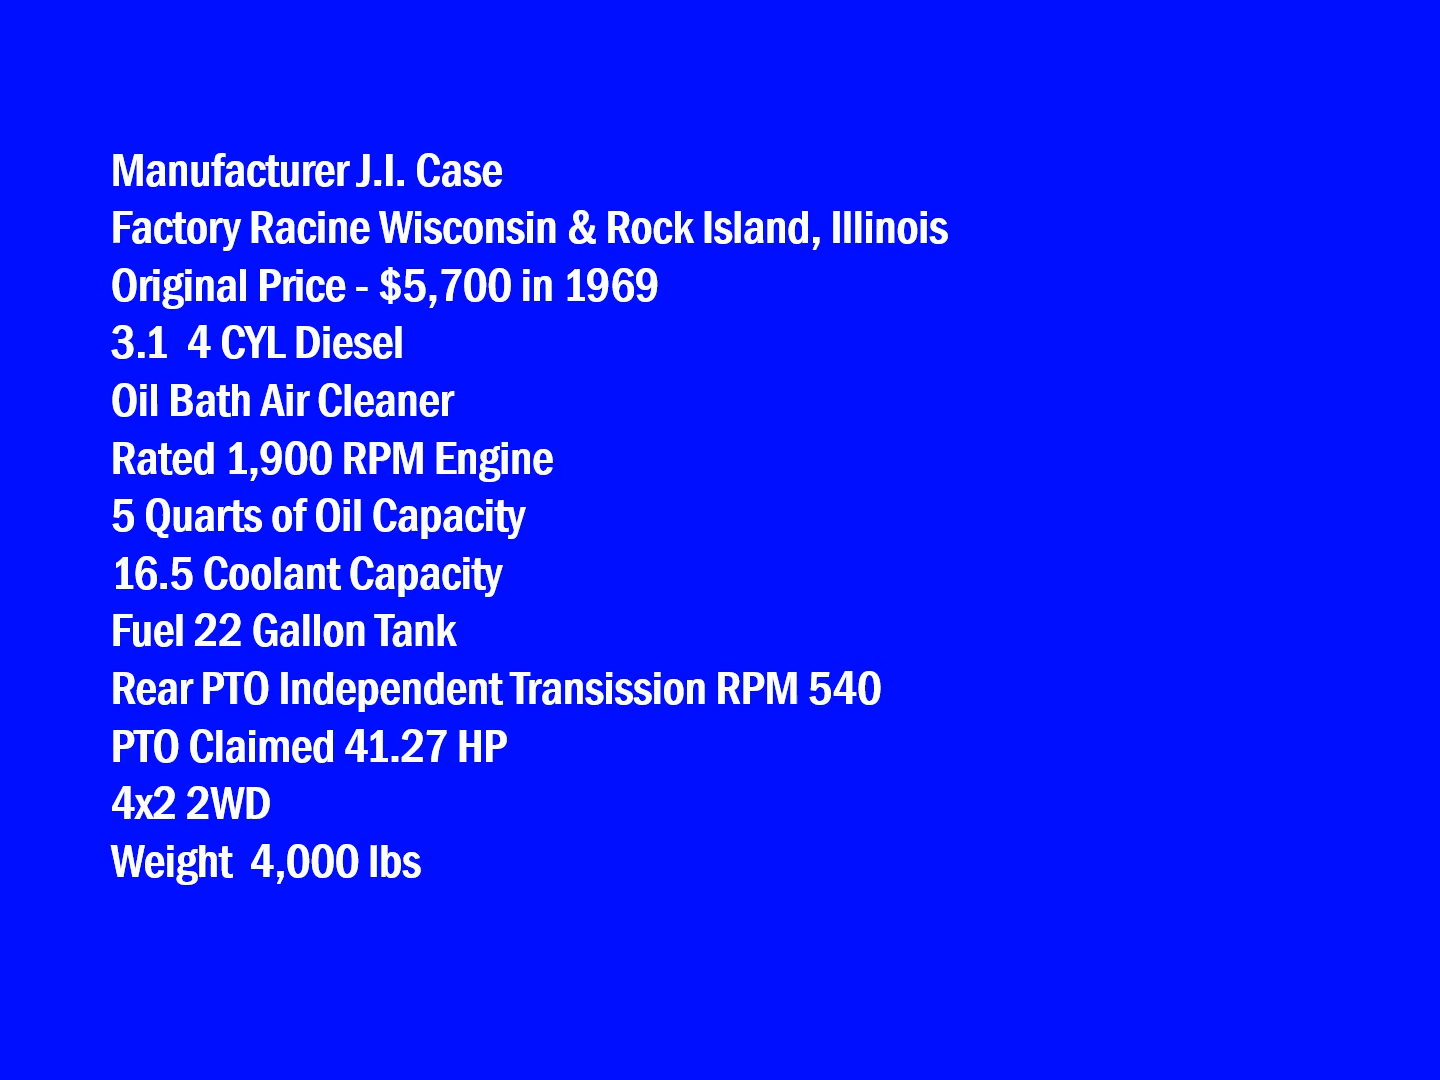 Manufacturer J.I. Case
Factory Racine Wisconsin & Rock Island, Illinois
Original Price - $5,700 in 1969
3.1  4 CYL Diesel
Oil Bath Air Cleaner
Rated 1,900 RPM Engine
5 Quarts of Oil Capacity
16.5 Coolant Capacity
Fuel 22 Gallon Tank
Rear PTO Independent Transission RPM 540
PTO Claimed 41.27 HP
4x2 2WD
Weight  4,000 lbs